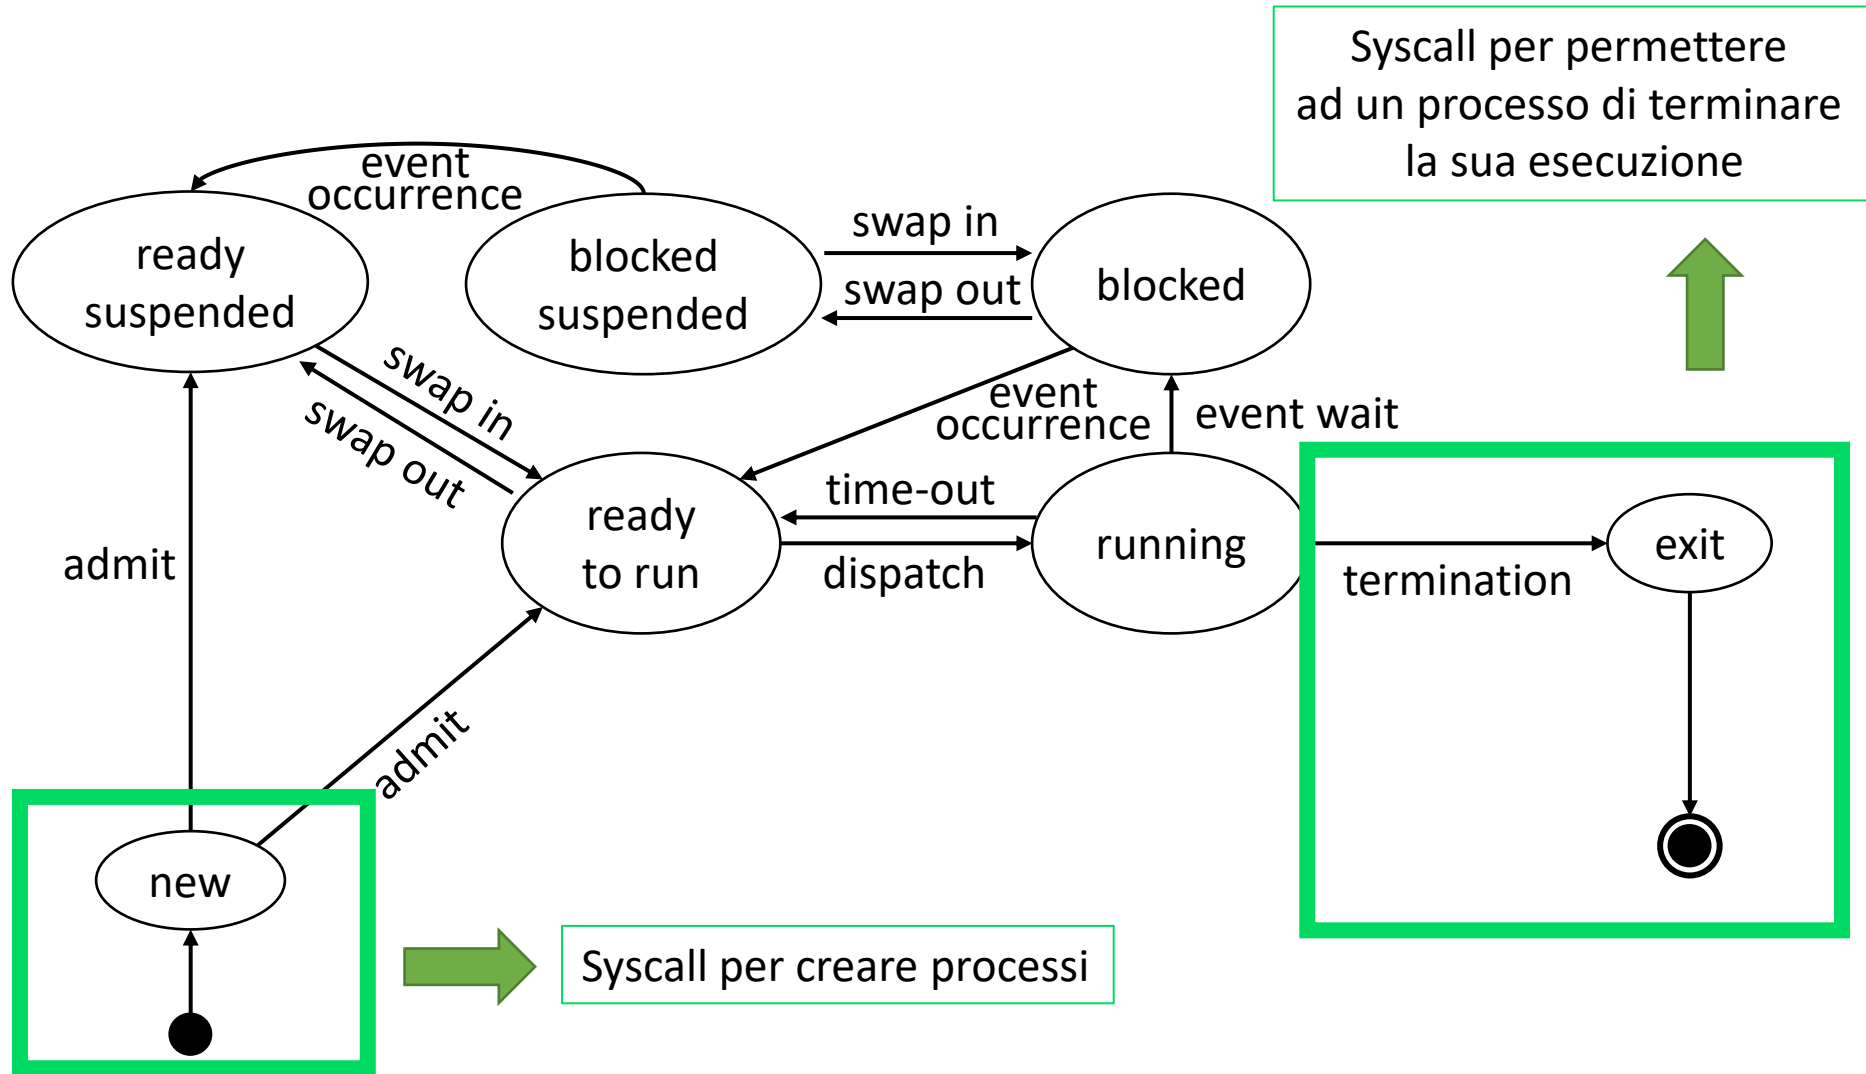 Syscall per permettere
ad un processo di terminare
la sua esecuzione
event
occurrence
ready
suspended
blocked
suspended
swap in
swap out
blocked
swap in
swap out
event
occurrence
event wait
time-out
ready
to run
dispatch
running
termination
exit
admit
admit
new
Syscall per creare processi